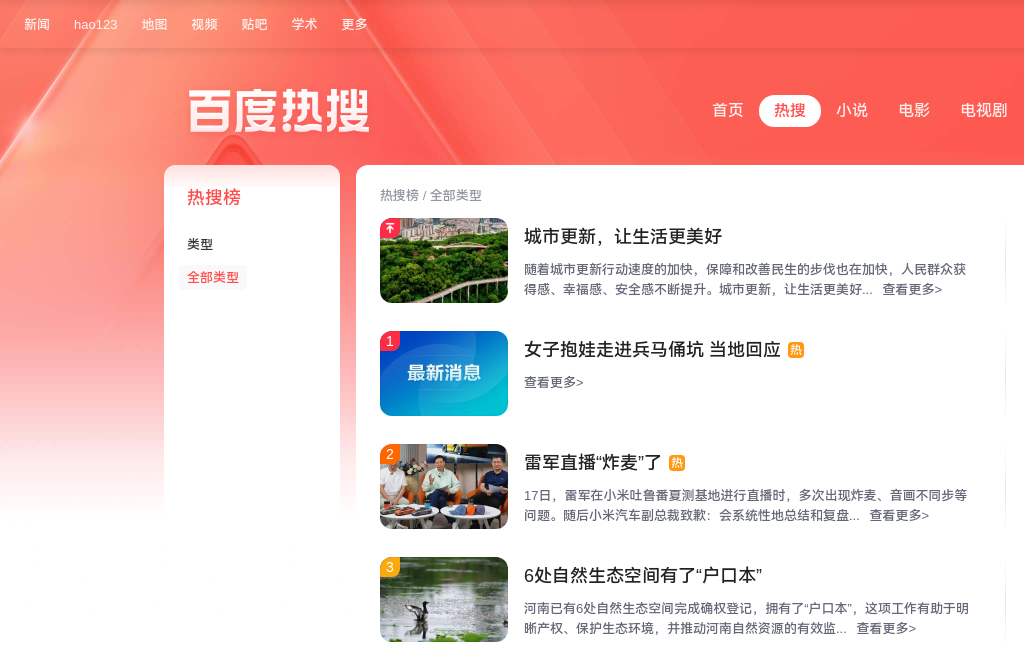 新闻 hao123 地图 视频 贴吧 学术 更多
百度热搜
首页 热搜 小说 电影 电视剧
热搜榜
类型
全部类型
热搜榜 / 全部类型
城市更新，让生活更美好
随着城市更新行动速度的加快，保障和改善民生的步伐也在加快，人民群众获
得感、幸福感、安全感不断提升。城市更新，让生活更美好... 查看更多>
1
最新消息
女子抱娃走进兵马俑坑 当地回应 热
查看更多>
2
雷军直播“炸麦”了 热
17日，雷军在小米吐鲁番夏测基地进行直播时，多次出现炸麦、音画不同步等
问题。随后小米汽车副总裁致歉：会系统性地总结和复盘... 查看更多>
3
6处自然生态空间有了“户口本”
河南已有6处自然生态空间完成确权登记，拥有了“户口本”，这项工作有助于明
晰产权、保护生态环境，并推动河南自然资源的有效监... 查看更多>